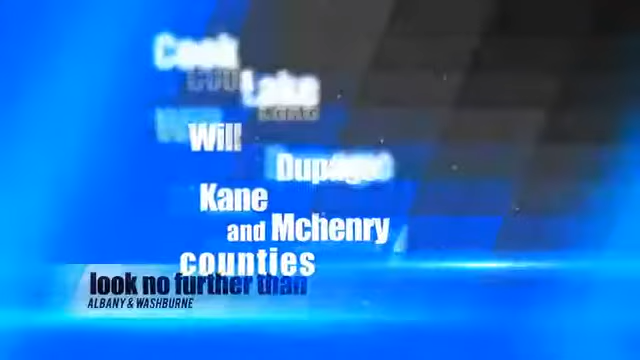 Cook
Lake
Will
Dupage
Kane
and Mchenry
counties
look no further than
ALBANY & WASHBURNE